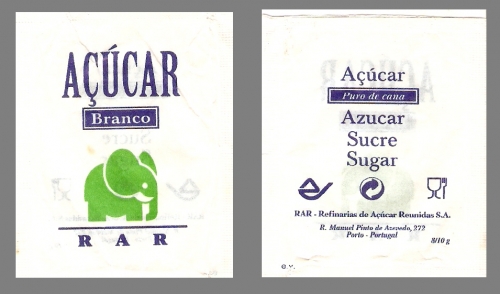 AÇÚCAR
Branco
RAR
Açúcar
Puro de cana
Azucar
Sucre
Sugar
RAR - Refinarias de Açúcar Reunidas S.A.
R. Manuel Pinto de Azevedo, 272
Porto - Portugal
8/10 g